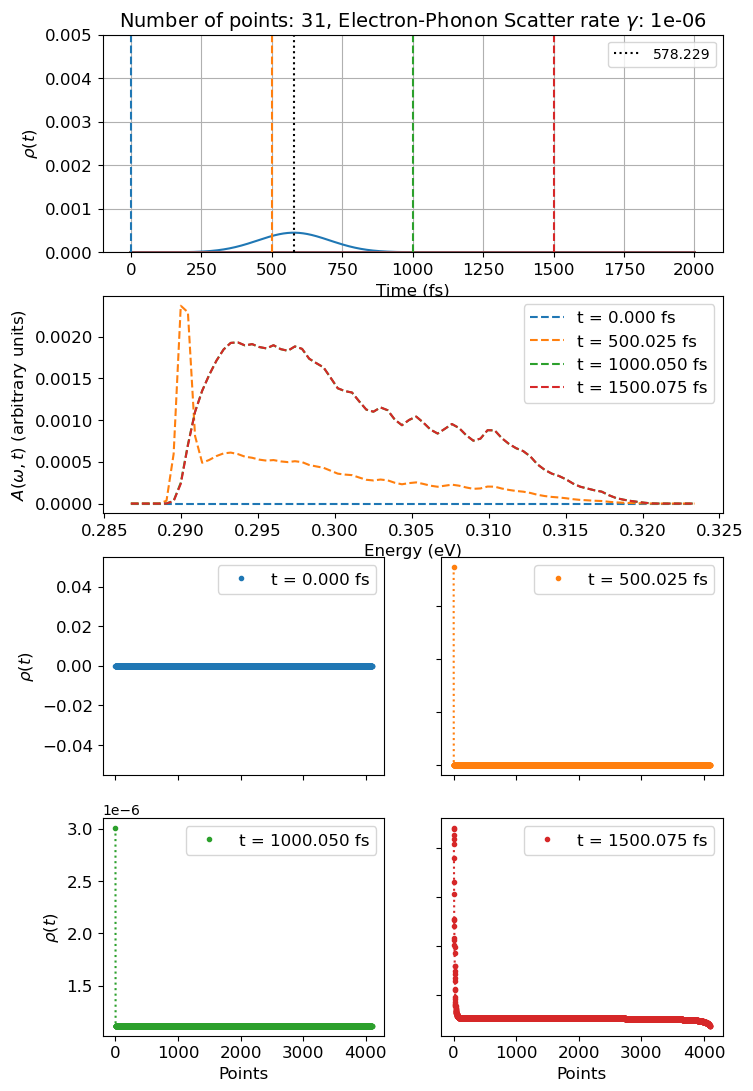 Number of points: 31, Electron-Phonon Scatter rate γ: 1e-06
0.005
0.004
0.003
0.002
0.001
0.000
ρ(t)
578.229
0 250 500 750 1000 1250 1500 1750 2000
Time (fs)
0.0020
0.0015
0.0010
0.0005
0.0000
A(ω, t) (arbitrary units)
t = 0.000 fs
t = 500.025 fs
t = 1000.050 fs
t = 1500.075 fs
0.285 0.290 0.295 0.300 0.305 0.310 0.315 0.320 0.325
Energy (eV)
0.04
0.02
0.00
−0.02
−0.04
ρ(t)
t = 0.000 fs
t = 500.025 fs
1e−6
3.0
2.5
2.0
1.5
ρ(t)
t = 1000.050 fs
0 1000 2000 3000 4000
Points
t = 1500.075 fs
0 1000 2000 3000 4000
Points